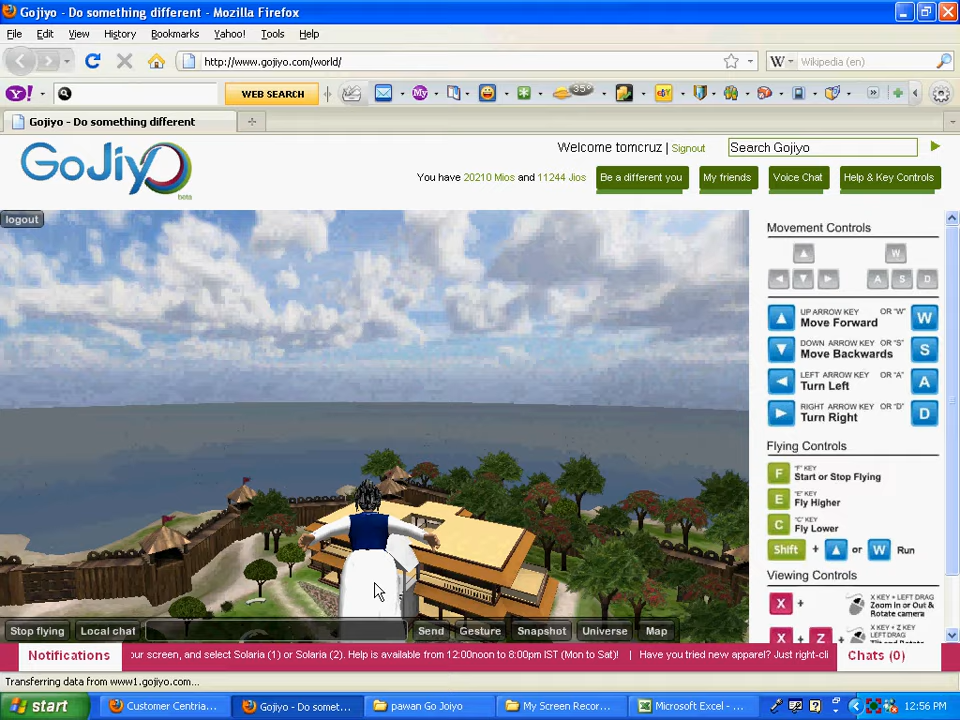 Gojiyo - Do something different - Mozilla Firefox
File Edit View History Bookmarks Yahoo! Tools Help
http://www.gojiyo.com/world/
W Wikipedia (en)
Y! WEB SEARCH My 35°
Gojiyo - Do something different
GoJiyo
beta
Welcome tomcruz | Signout
Search Gojiyo
You have 20210 Mios and 11244 Jios
Be a different you
My friends
Voice Chat
Help & Key Controls
logout
Movement Controls
W
A S D
UP ARROW KEY OR "W"
Move Forward
W
DOWN ARROW KEY OR "S"
Move Backwards
S
LEFT ARROW KEY OR "A"
Turn Left
A
RIGHT ARROW KEY OR "D"
Turn Right
D
Flying Controls
F
"F" KEY
Start or Stop Flying
E
"E" KEY
Fly Higher
C
"C" KEY
Fly Lower
Shift + or W Run
Viewing Controls
X +
X KEY + LEFT DRAG
Zoom In or Out &
Rotate camera
X + Z +
X KEY + Z KEY
LEFT DRAG
Stop flying
Local chat
Send
Gesture
Snapshot
Universe
Map
Notifications
our screen, and select Solaria (1) or Solaria (2). Help is available from 12:00noon to 8:00pm IST (Mon to Sat)! | Have you tried new apparel? Just right-cli
Chats (0)
Transferring data from www1.gojiyo.com...
start
Customer Centria...
Gojiyo - Do somet...
pawan Go Joiyo
My Screen Recor...
Microsoft Excel - ...
12:56 PM